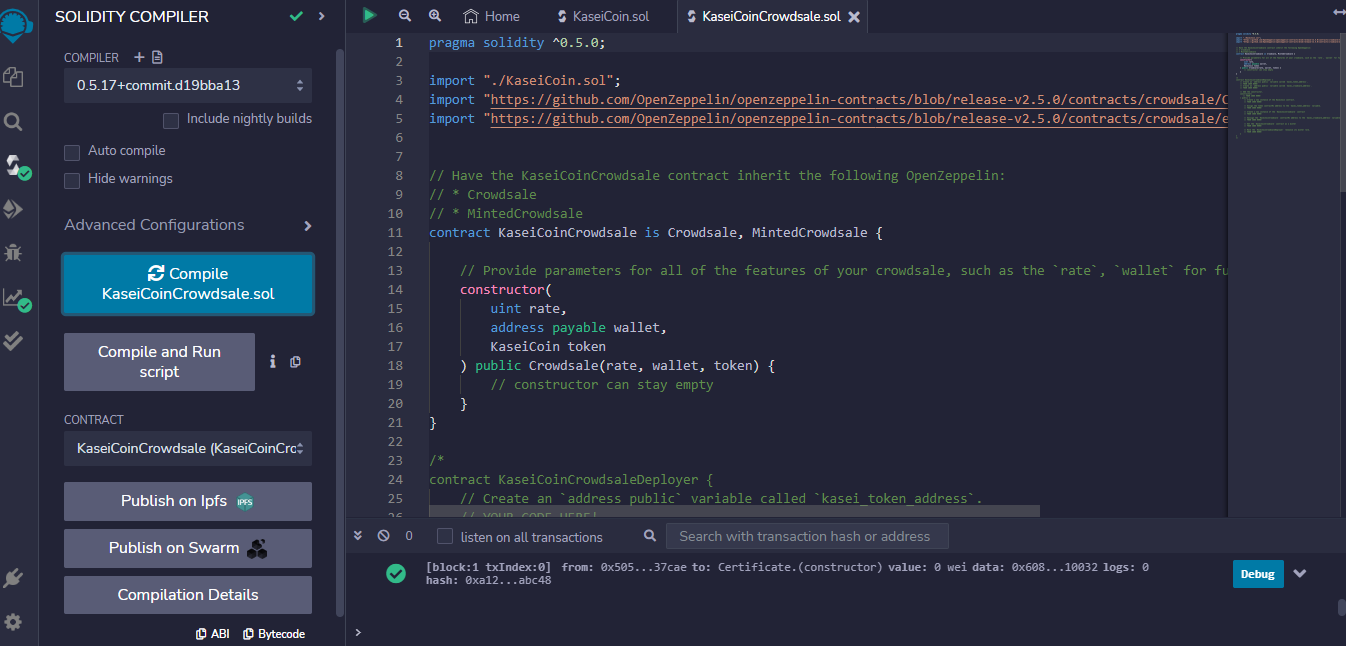 SOLIDITY COMPILER
COMPILER
0.5.17+commit.d19bba13
Include nightly builds
Auto compile
Hide warnings
Advanced Configurations
Compile
KaseiCoinCrowdsale.sol
Compile and Run
script
i
CONTRACT
KaseiCoinCrowdsale (KaseiCoinCrc
Publish on Ipfs IPFS
Publish on Swarm
Compilation Details
ABI Bytecode
Home KaseiCoin.sol KaseiCoinCrowdsale.sol
1 pragma solidity ^0.5.0;
2
3 import "./KaseiCoin.sol";
4 import "https://github.com/OpenZeppelin/openzeppelin-contracts/blob/release-v2.5.0/contracts/crowdsale/C
5 import "https://github.com/OpenZeppelin/openzeppelin-contracts/blob/release-v2.5.0/contracts/crowdsale/e
6
7
8 // Have the KaseiCoinCrowdsale contract inherit the following OpenZeppelin:
9 // * Crowdsale
10 // * MintedCrowdsale
11 contract KaseiCoinCrowdsale is Crowdsale, MintedCrowdsale {
12
13 // Provide parameters for all of the features of your crowdsale, such as the `rate`, `wallet` for fu
14 constructor(
15 uint rate,
16 address payable wallet,
17 KaseiCoin token
18 ) public Crowdsale(rate, wallet, token) {
19 // constructor can stay empty
20 }
21 }
22
23 /*
24 contract KaseiCoinCrowdsaleDeployer {
25 // Create an `address public` variable called `kasei_token_address`.
26 // YOUR CODE HERE!
0 listen on all transactions Search with transaction hash or address
[block:1 txIndex:0] from: 0x505...37cae to: Certificate.(constructor) value: 0 wei data: 0x608...10032 logs: 0
hash: 0xa12...abc48
Debug
>